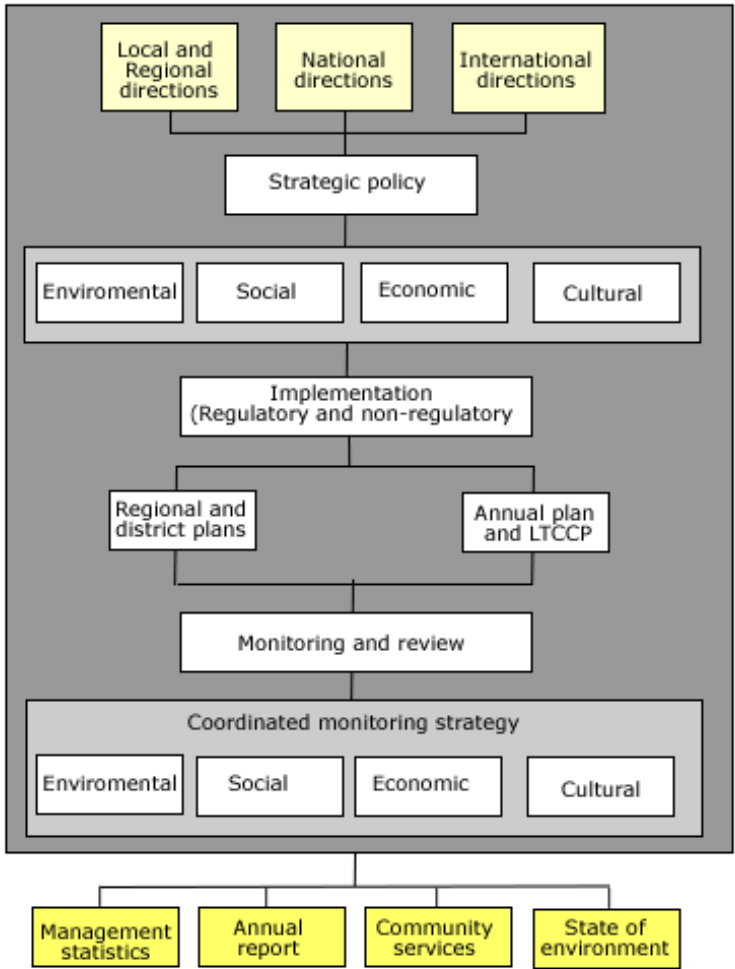 Local and
Regional
directions
National
directions
International
directions
Strategic policy
Enviromental
Social
Economic
Cultural
Implementation
(Regulatory and non-regulatory
Regional and
district plans
Annual plan
and LTCCP
Monitoring and review
Coordinated monitoring strategy
Enviromental
Social
Economic
Cultural
Management
statistics
Annual
report
Community
services
State of
environment